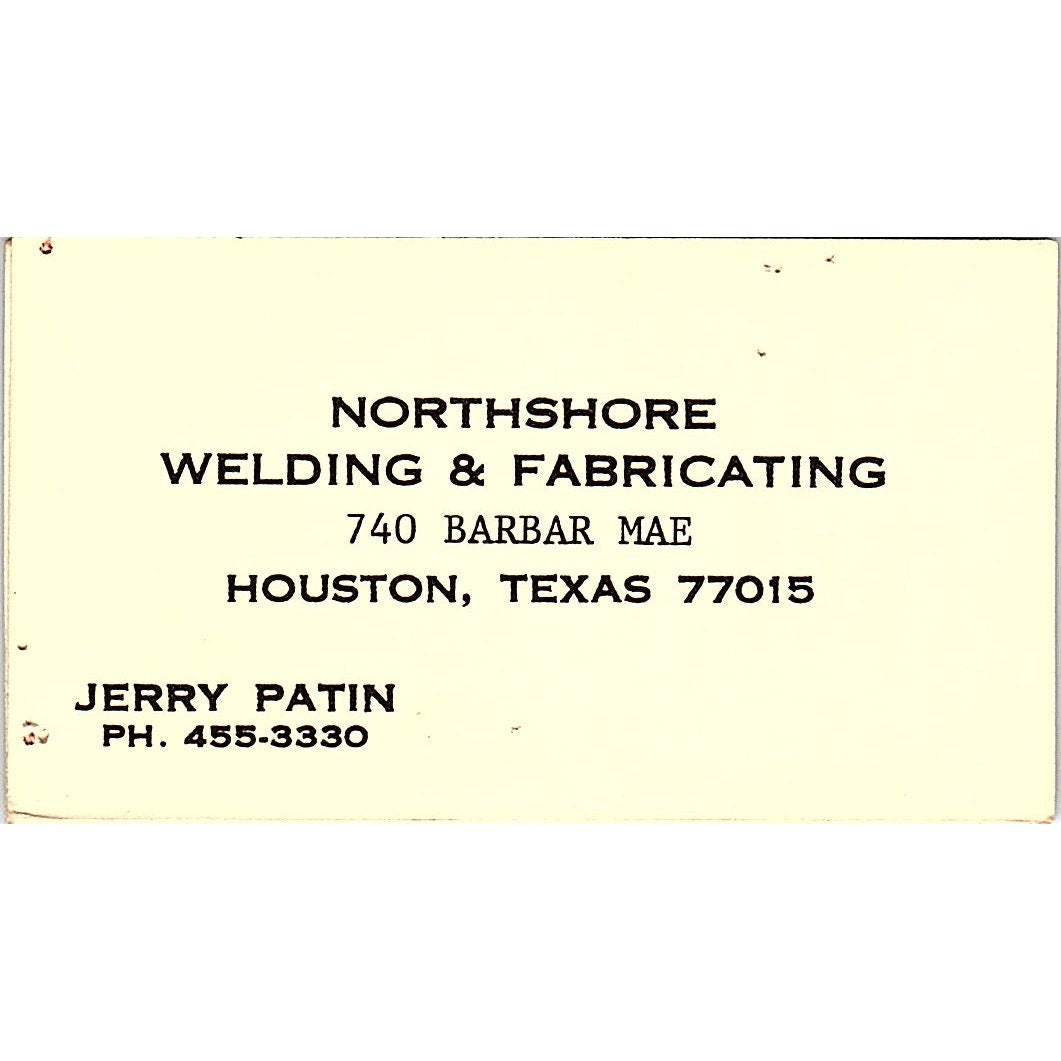 NORTHSHORE
WELDING & FABRICATING
740 BARBAR MAE
HOUSTON, TEXAS 77015
JERRY PATIN
PH. 455-3330